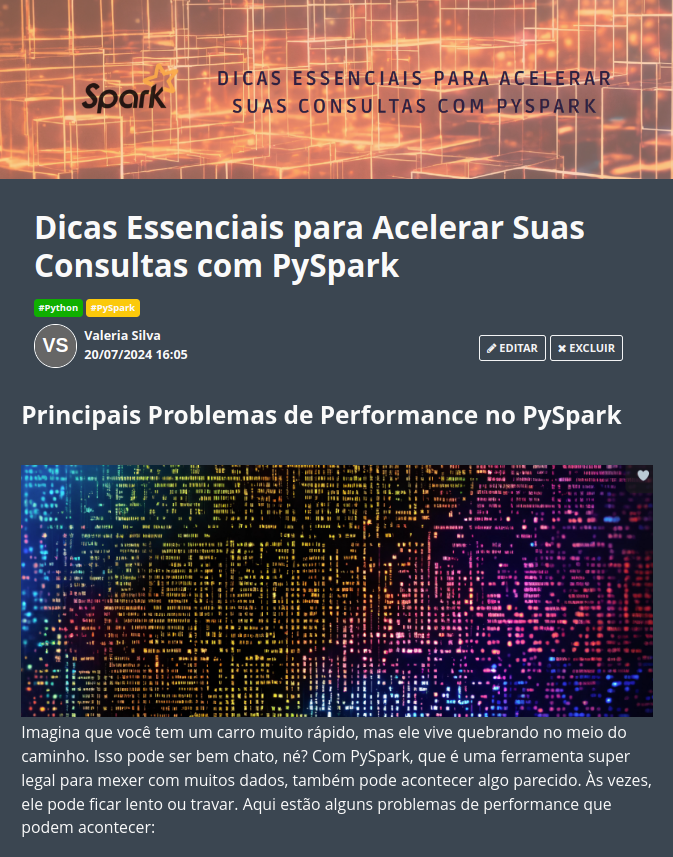 Spark
DICAS ESSENCIAIS PARA ACELERAR
SUAS CONSULTAS COM PYSPARK
Dicas Essenciais para Acelerar Suas
Consultas com PySpark
#Python #PySpark
VS
Valeria Silva
20/07/2024 16:05
EDITAR EXCLUIR
Principais Problemas de Performance no PySpark
Imagina que você tem um carro muito rápido, mas ele vive quebrando no meio do
caminho. Isso pode ser bem chato, né? Com PySpark, que é uma ferramenta super
legal para mexer com muitos dados, também pode acontecer algo parecido. Às vezes,
ele pode ficar lento ou travar. Aqui estão alguns problemas de performance que
podem acontecer: